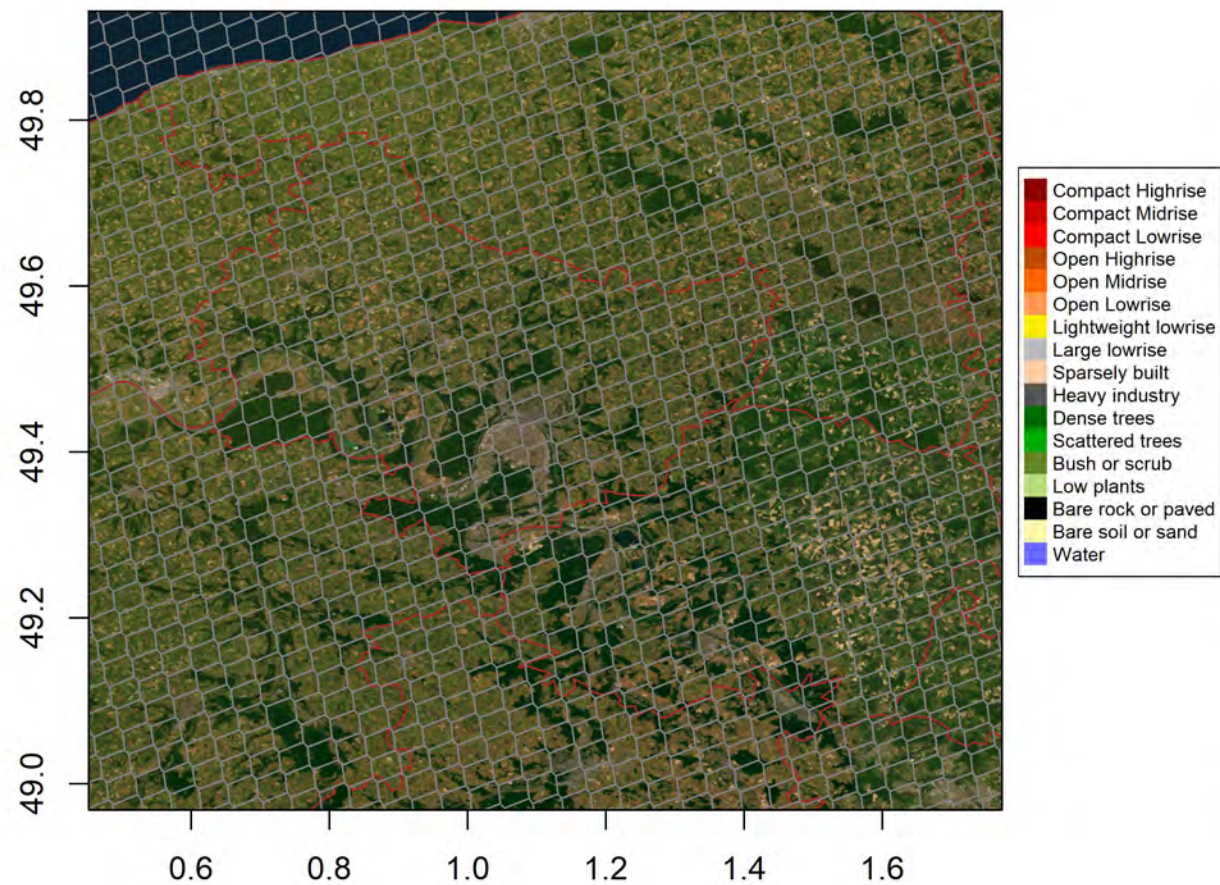 49.8
49.6
49.4
49.2
49.0
0.6
0.8
1.0
1.2
1.4
1.6
Compact Highrise
Compact Midrise
Compact Lowrise
Open Highrise
Open Midrise
Open Lowrise
Lightweight lowrise
Large lowrise
Sparsely built
Heavy industry
Dense trees
Scattered trees
Bush or scrub
Low plants
Bare rock or paved
Bare soil or sand
Water